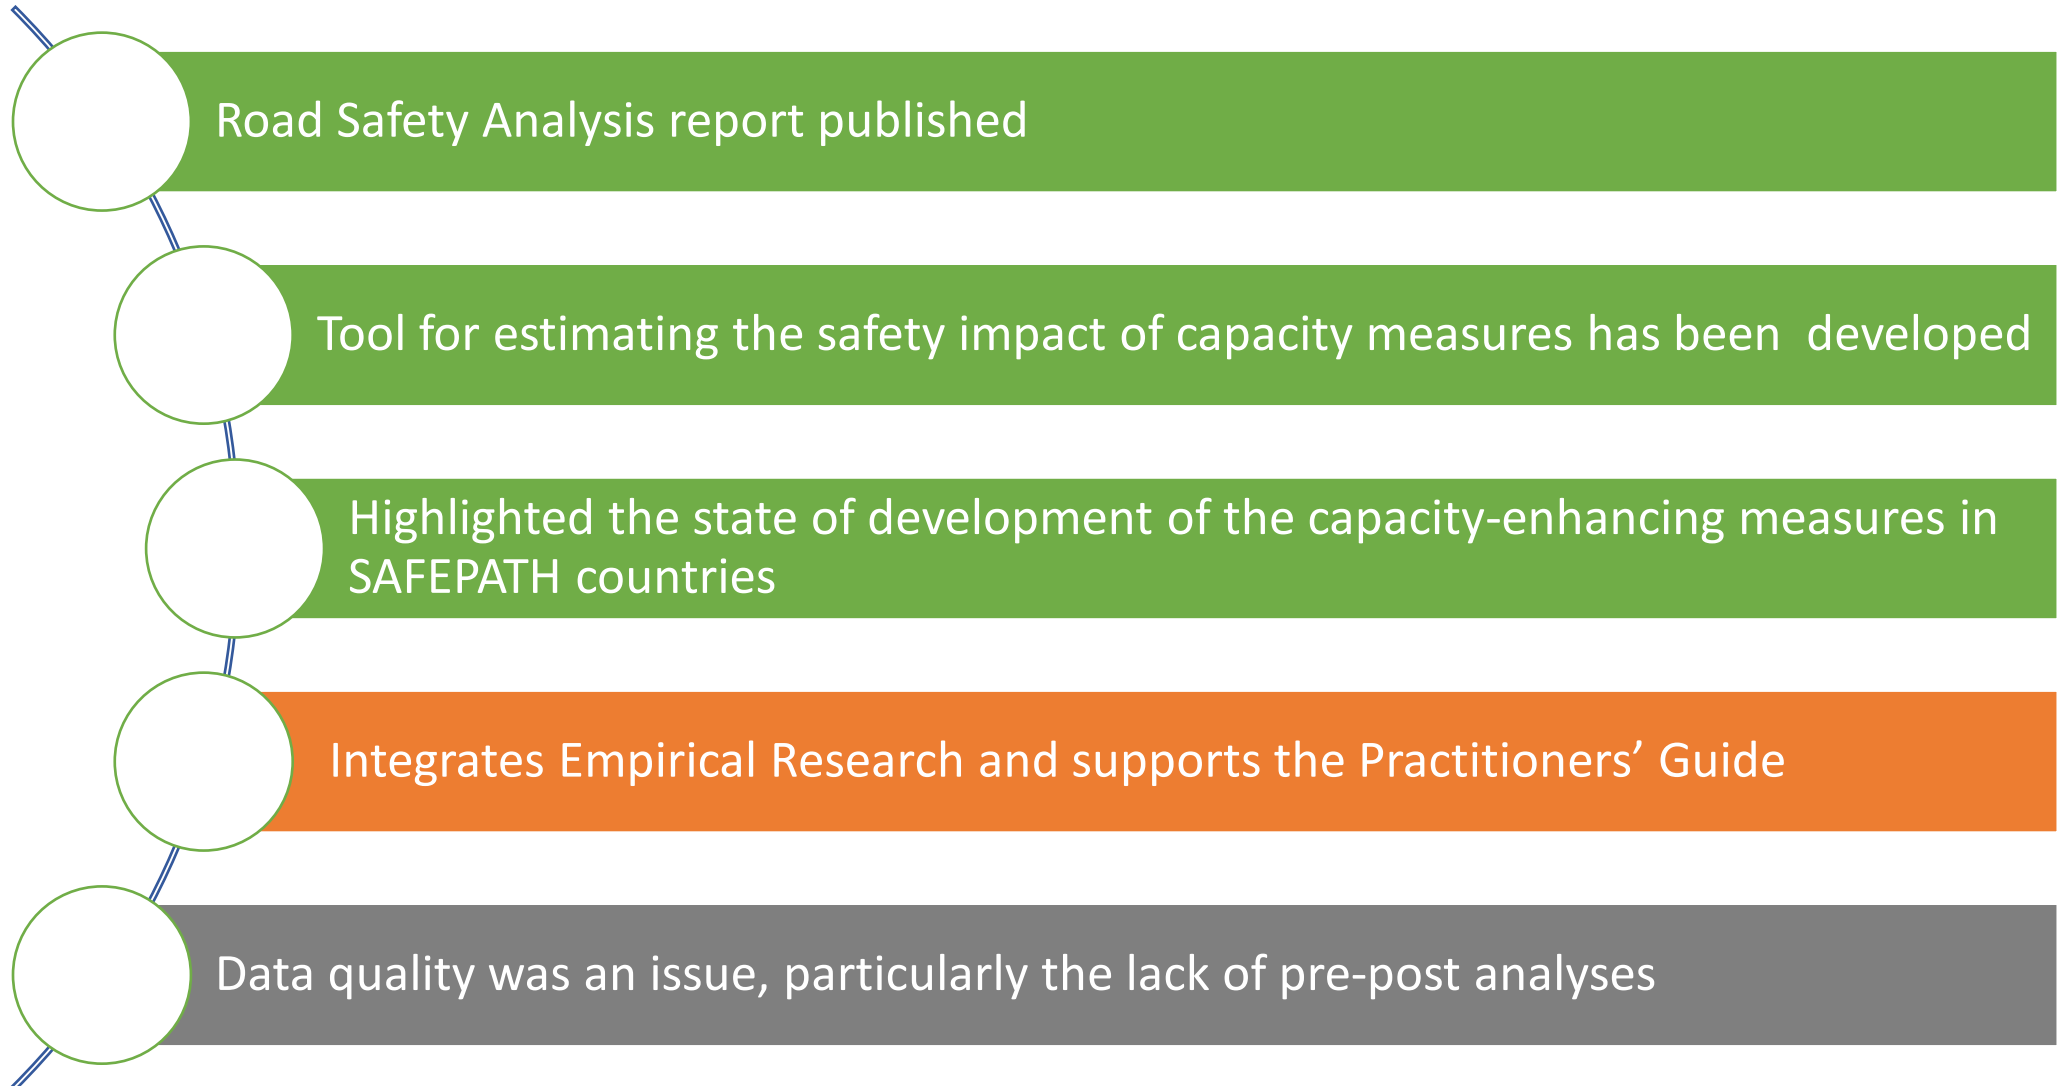 Road Safety Analysis report published
Tool for estimating the safety impact of capacity measures has been  developed
Highlighted the state of development of the capacity-enhancing measures in
SAFEPATH countries
Integrates Empirical Research and supports the Practitioners’ Guide
Data quality was an issue, particularly the lack of pre-post analyses